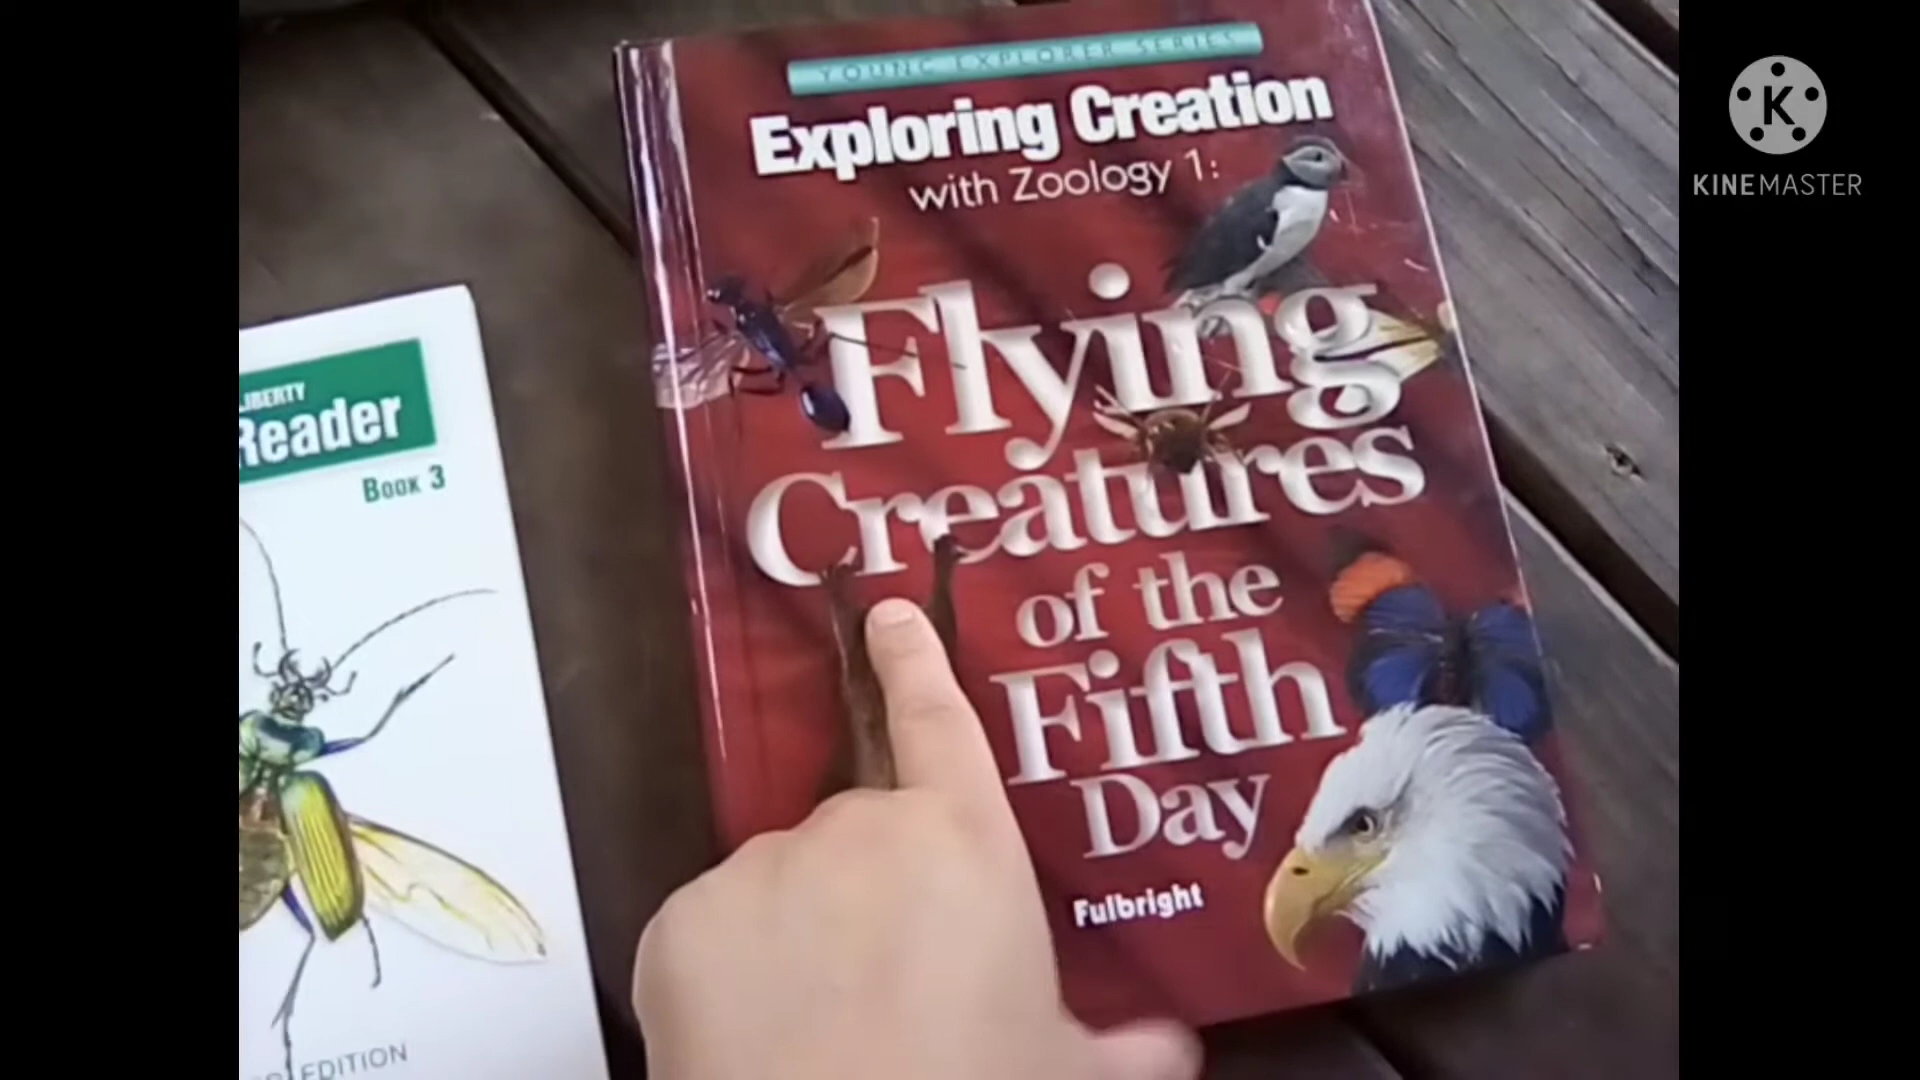 YOUNG EXPLORER SERIES
Exploring Creation
with Zoology 1:
Flying
Creatures
of the
Fifth
Day
Fulbright
LIBERTY
Reader
BOOK 3
EDITION
K
KINEMASTER